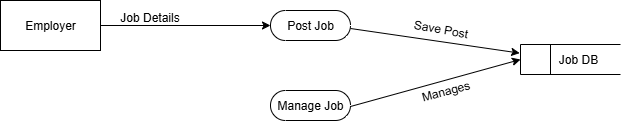 Employer
Job Details
Post Job
Save Post
Job DB
Manage Job
Manages